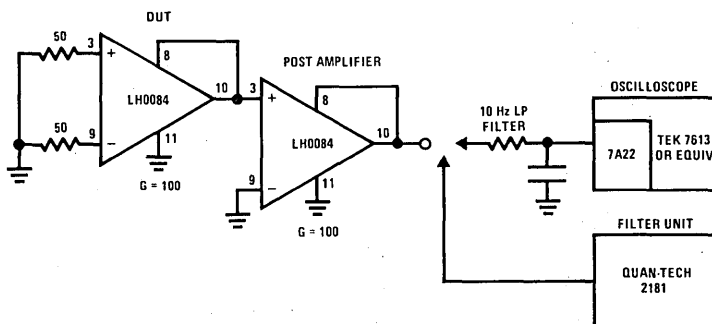 DUT
50
3
+
8
LH0084
10
50
9
−
11
G = 100
POST AMPLIFIER
3
+
8
LH0084
10
9
−
11
G = 100
10 Hz LP
FILTER
OSCILLOSCOPE
7A22
TEK 7613
OR EQUIV
FILTER UNIT
QUAN-TECH
2181